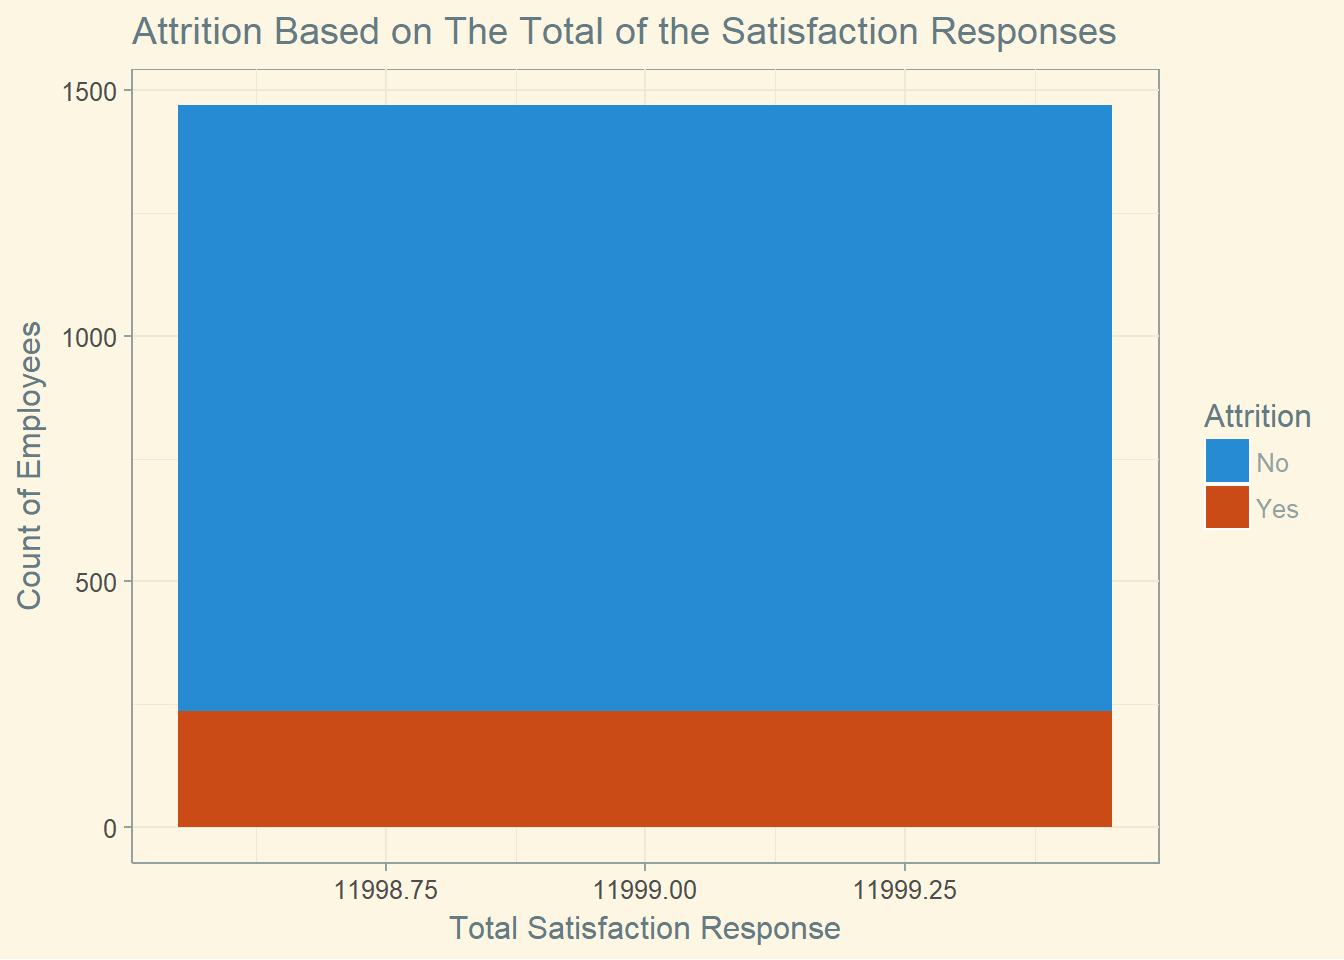 Attrition Based on The Total of the Satisfaction Responses
1500
1000
500
0
Count of Employees
11998.75
11999.00
11999.25
Total Satisfaction Response
Attrition
No
Yes